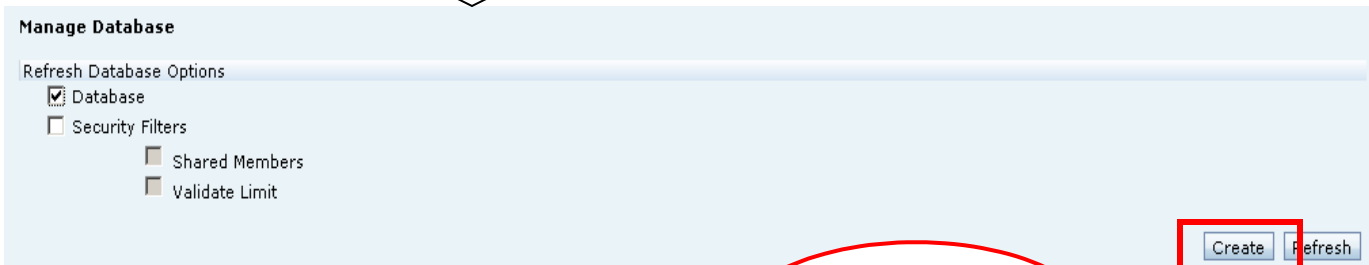 Manage Database
Refresh Database Options
Database
Security Filters
Shared Members
Validate Limit
Create Refresh